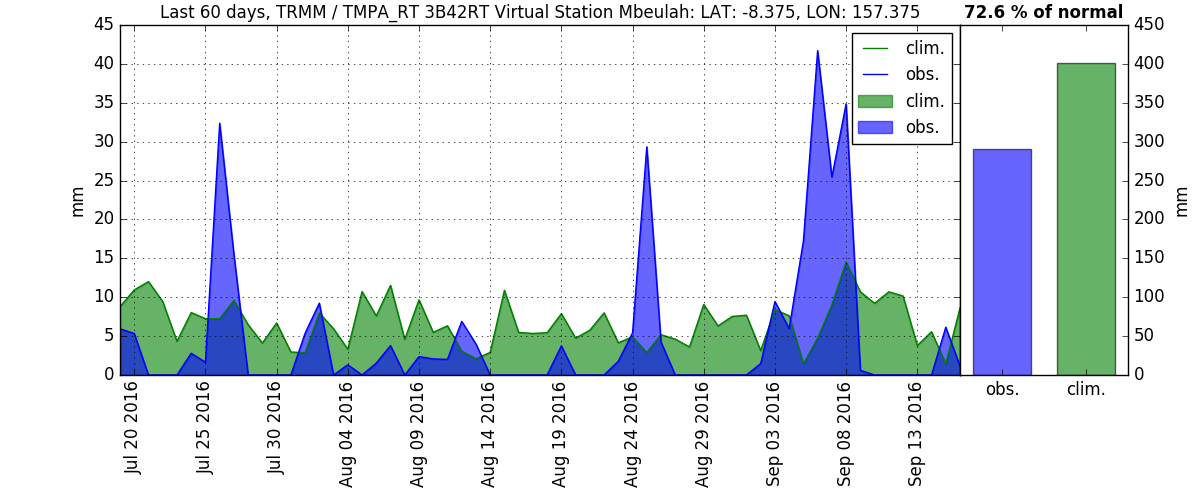 Last 60 days, TRMM / TMPA_RT 3B42RT Virtual Station Mbeulah: LAT: -8.375, LON: 157.375
72.6 % of normal
45
40
35
30
25
20
15
10
5
0
mm
clim.
obs.
clim.
obs.
450
400
350
300
250
200
150
100
50
0
mm
obs.
clim.
Jul 20 2016
Jul 25 2016
Jul 30 2016
Aug 04 2016
Aug 09 2016
Aug 14 2016
Aug 19 2016
Aug 24 2016
Aug 29 2016
Sep 03 2016
Sep 08 2016
Sep 13 2016